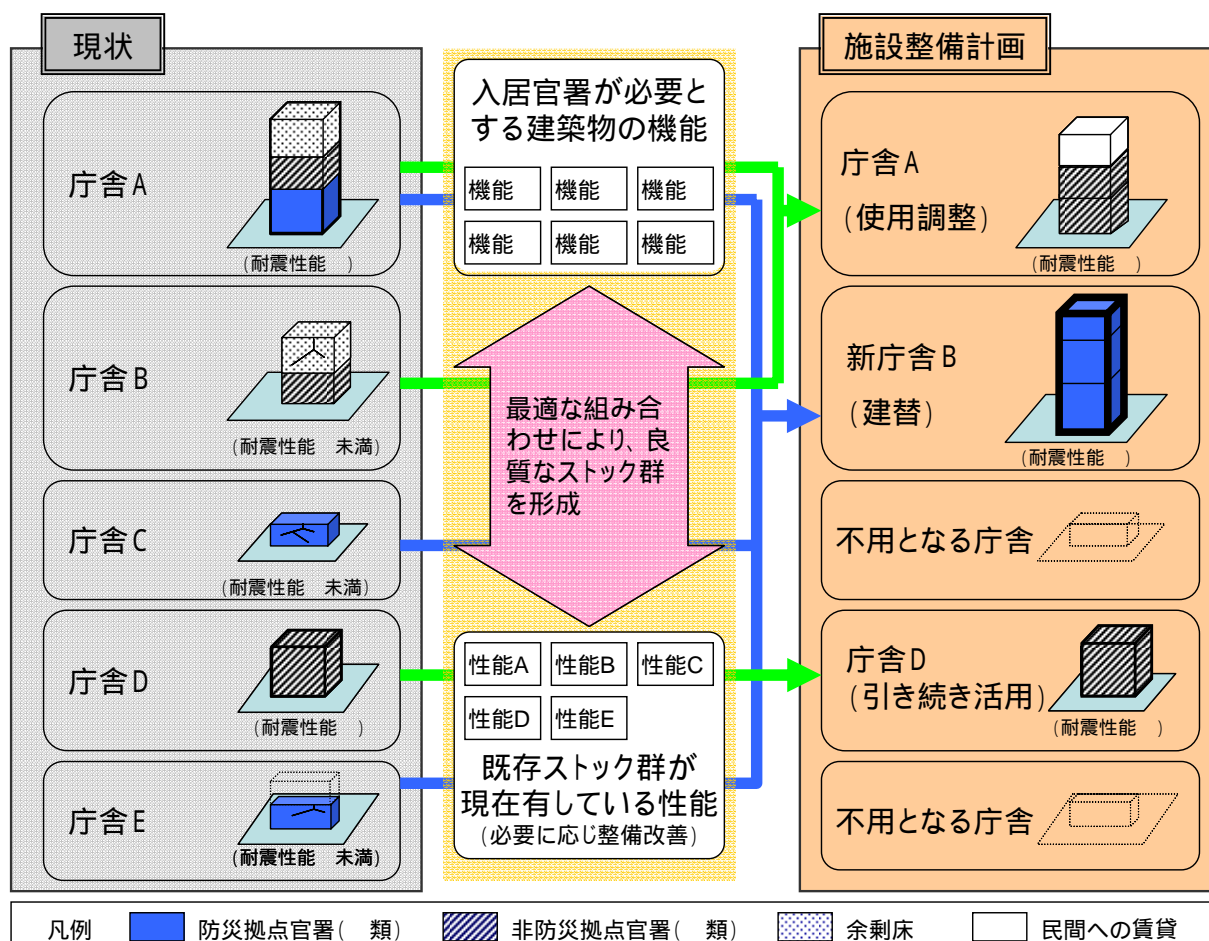 現状
庁舎A
(耐震性能　)
庁舎B
(耐震性能　未満)
庁舎C
(耐震性能　未満)
庁舎D
(耐震性能　)
庁舎E
(耐震性能　未満)
入居官署が必要と
する建築物の機能
機能 機能 機能
機能 機能 機能
最適な組み合
わせにより、良
質なストック群
を形成
性能A 性能B 性能C
性能D 性能E
既存ストック群が
現在有している性能
(必要に応じ整備改善)
施設整備計画
庁舎A
(使用調整)
(耐震性能　)
新庁舎B
(建替)
(耐震性能　)
不用となる庁舎
庁舎D
(引き続き活用)
(耐震性能　)
不用となる庁舎
凡例 防災拠点官署(　類) 非防災拠点官署(　類) 余剰床 民間への賃貸